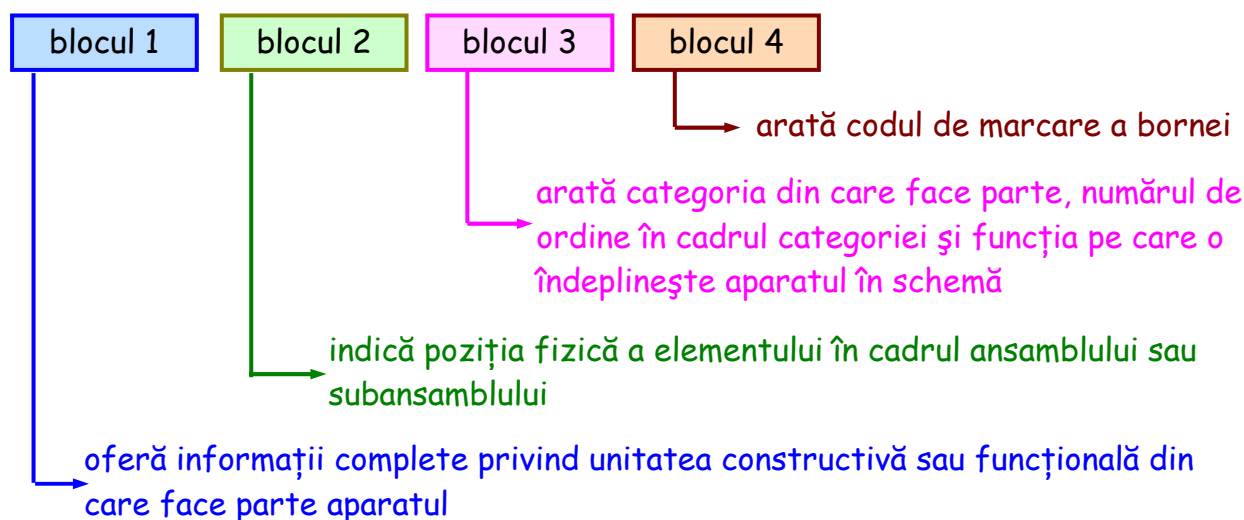 blocul 1 blocul 2 blocul 3 blocul 4
arată codul de marcare a bornei
arată categoria din care face parte, numărul de
ordine în cadrul categoriei şi funcția pe care o
îndeplineşte aparatul în schemă
indică poziția fizică a elementului în cadrul ansamblului sau
subansamblului
oferă informații complete privind unitatea constructivă sau funcțională din
care face parte aparatul